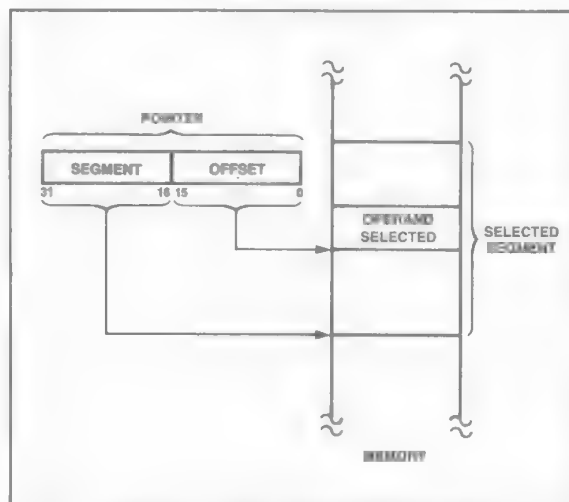 POINTER
SEGMENT OFFSET
31 16 15 0
OPERAND
SELECTED
SELECTED
SEGMENT
MEMORY